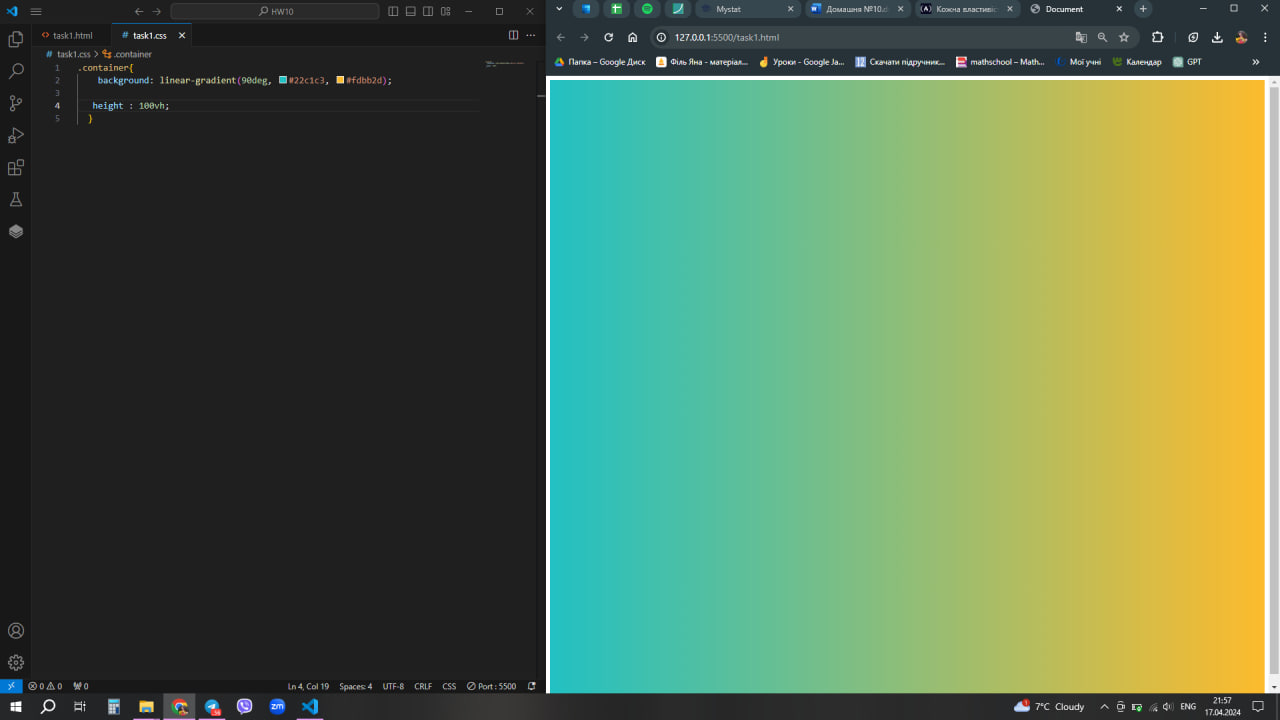 HW10
task1.html
task1.css
task1.css > .container
1 .container{
2 background: linear-gradient(90deg, #22c1c3, #fdbb2d);
3
4 height : 100vh;
5 }
0 0 0
Ln 4, Col 19 Spaces: 4 UTF-8 CRLF CSS Port : 5500
Mystat
Домашня №10.d
Кожна властивіс
Document
127.0.0.1:5500/task1.html
Папка – Google Диск
Філь Яна - матеріал...
Уроки - Google Ja...
Скачати підручник...
mathschool – Math...
Мої учні
Календар
GPT
zm
7°C Cloudy
ENG
21:57
17.04.2024